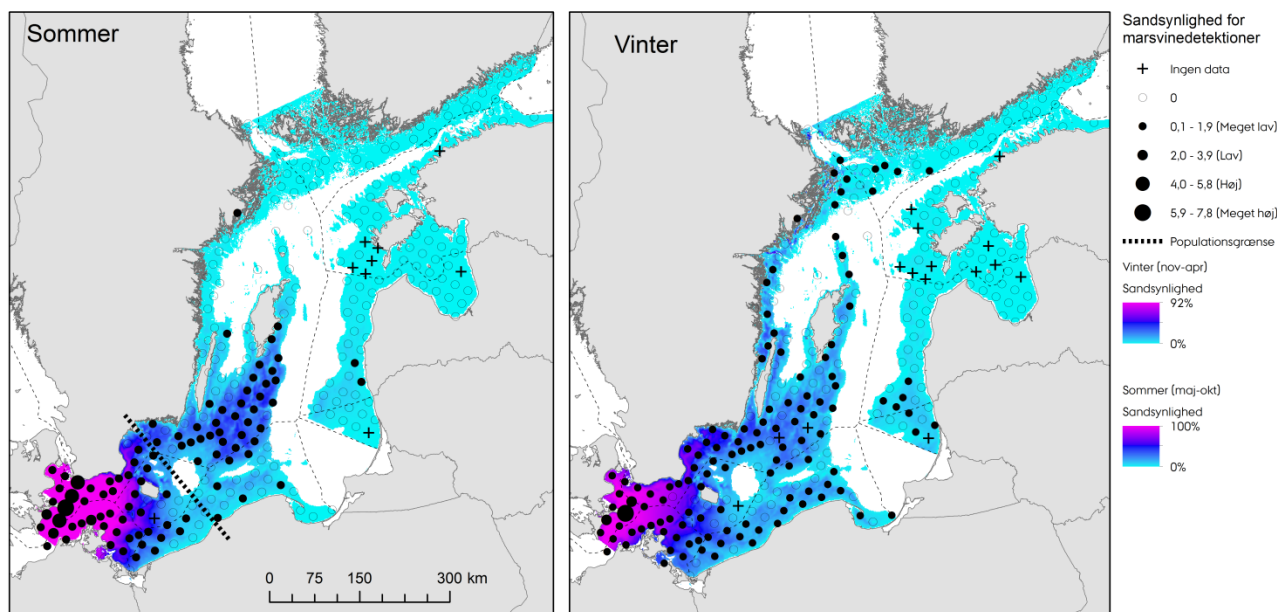 Sommer
0 75 150 300 km
Vinter
Sandsynlighed for
marsvinedetektioner
Ingen data
0
0,1 - 1,9 (Meget lav)
2,0 - 3,9 (Lav)
4,0 - 5,8 (Høj)
5,9 - 7,8 (Meget høj)
Populationsgrænse
Vinter (nov-apr)
Sandsynlighed
92%
0%
Sommer (maj-okt)
Sandsynlighed
100%
0%